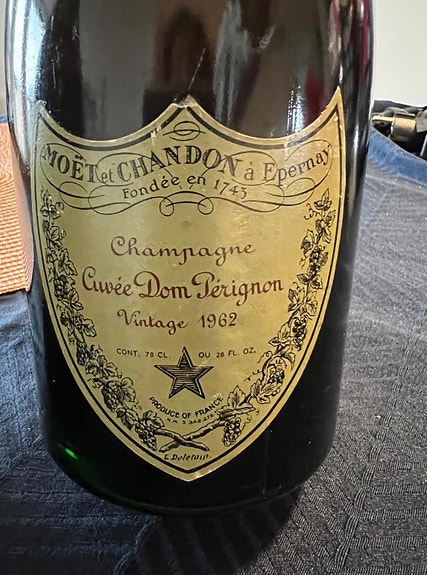 MOËT et CHANDON à Epernay
Fondée en 1743
Champagne
Cuvée Dom Pérignon
Vintage 1962
CONT. 78 CL. OU 26 FL. OZ.
PRODUCE OF FRANCE